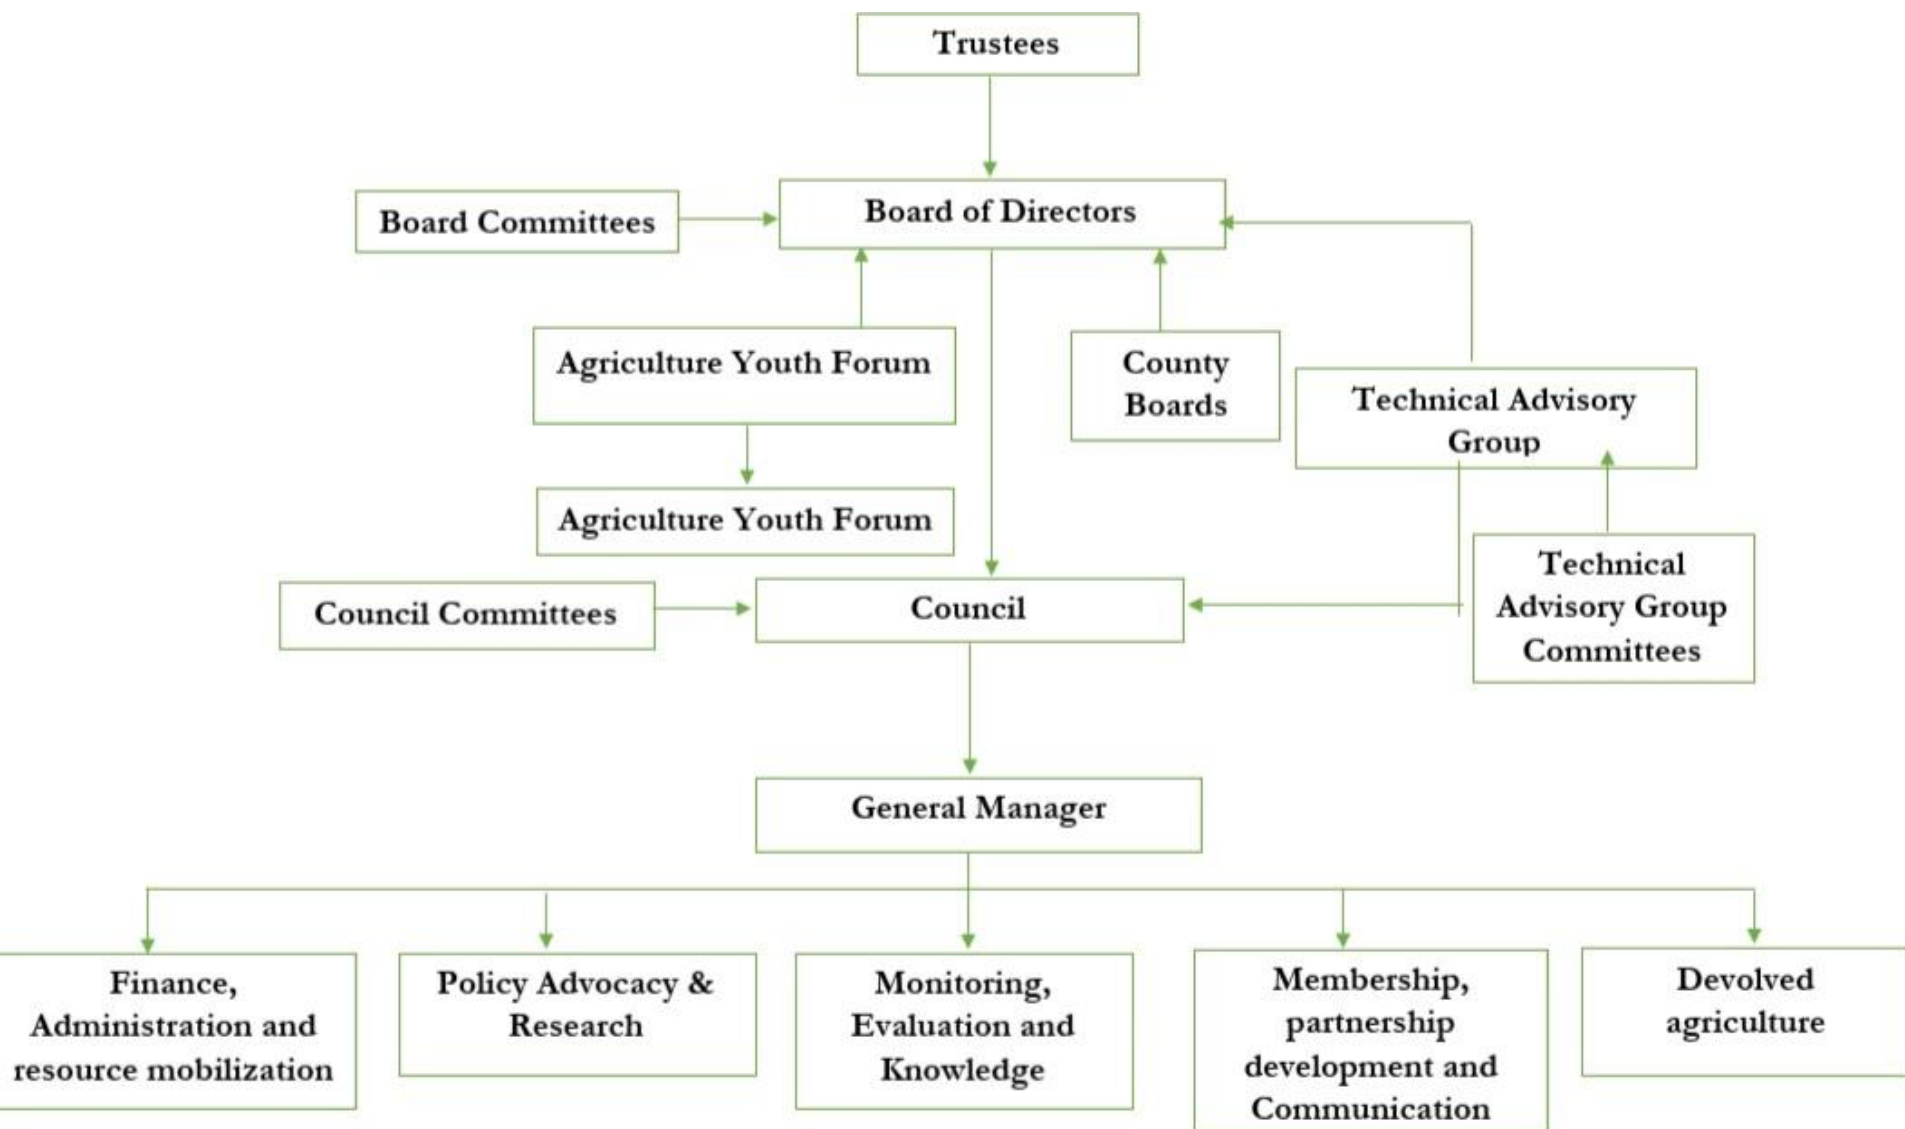 Trustees
Board Committees
Board of Directors
Agriculture Youth Forum
County
Boards
Technical Advisory
Group
Agriculture Youth Forum
Technical
Advisory Group
Committees
Council Committees
Council
General Manager
Finance,
Administration and
resource mobilization
Policy Advocacy &
Research
Monitoring,
Evaluation and
Knowledge
Membership,
partnership
development and
Communication
Devolved
agriculture